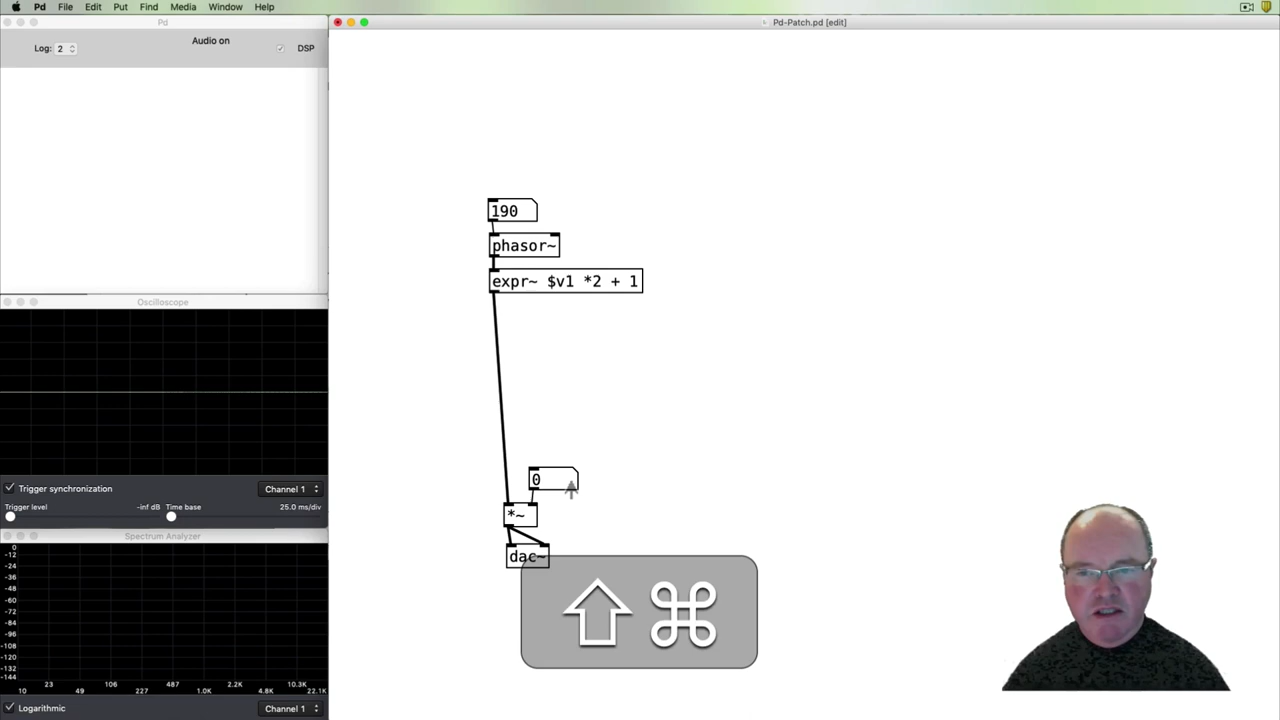 Pd File Edit Put Find Media Window Help
Pd
Log: 2 Audio on DSP
Pd-Patch.pd [edit]
190
phasor~
expr~ $v1 *2 + 1
0
*~
dac~
⇧ ⌘
Oscilloscope
Trigger synchronization Channel 1
Trigger level -inf dB Time base 25.0 ms/div
Spectrum Analyzer
0
-12
-24
-36
-48
-60
-72
-84
-96
-108
-120
-132
-144
23 106 487 2.2K 10.3K
10 49 227 1.0K 4.8K 22.1K
Logarithmic Channel 1